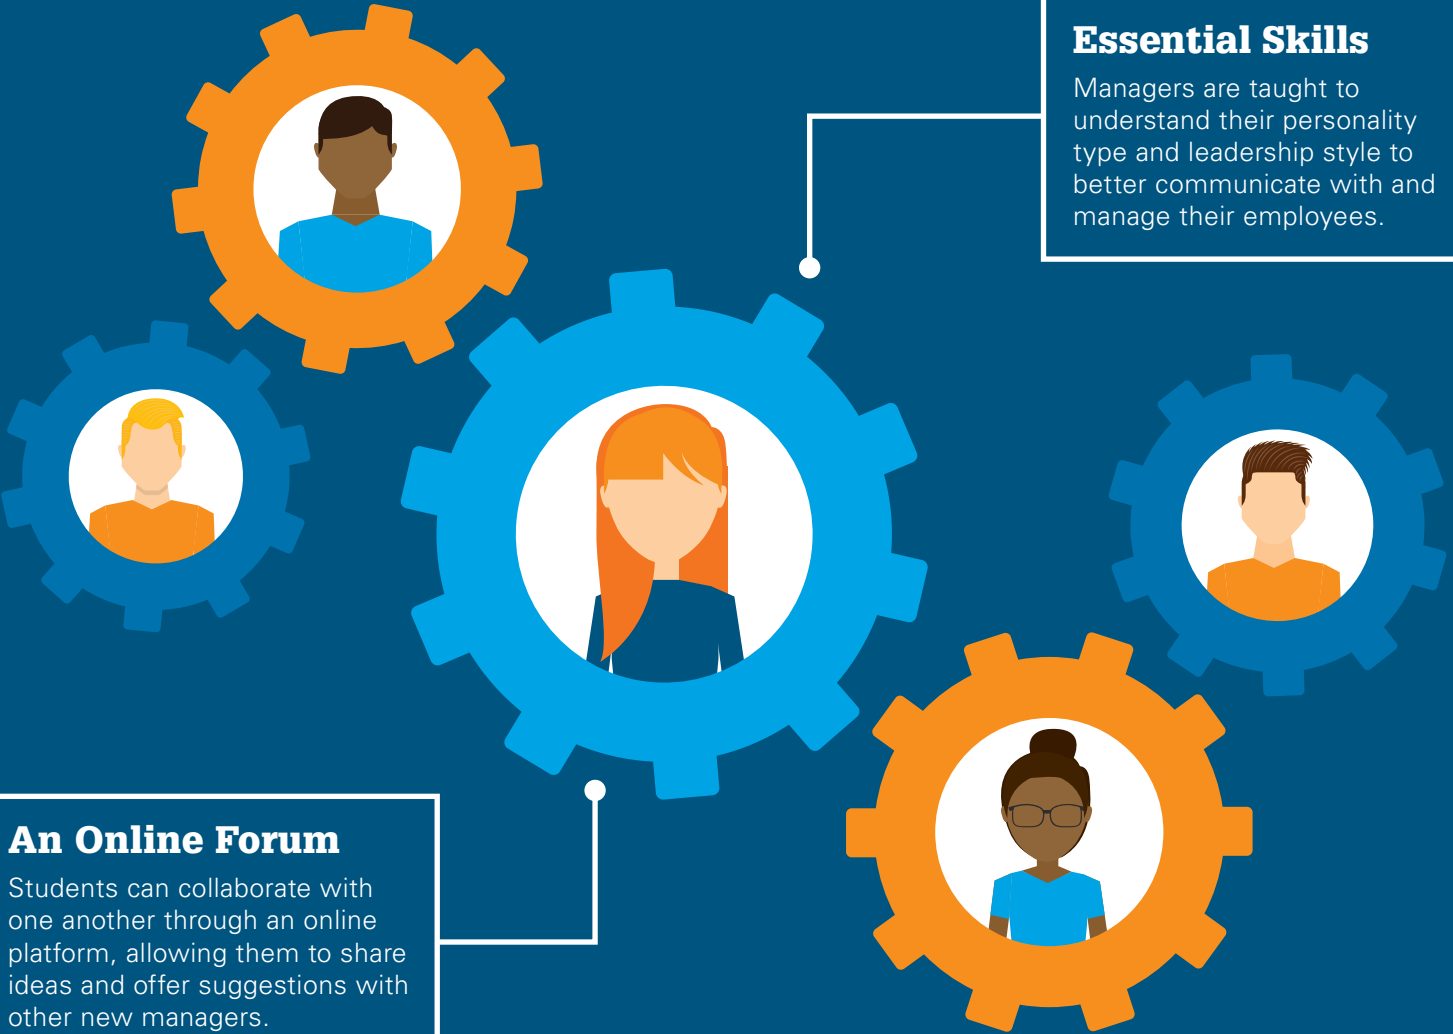 Essential Skills
Managers are taught to
understand their personality
type and leadership style to
better communicate with and
manage their employees.
An Online Forum
Students can collaborate with
one another through an online
platform, allowing them to share
ideas and offer suggestions with
other new managers.